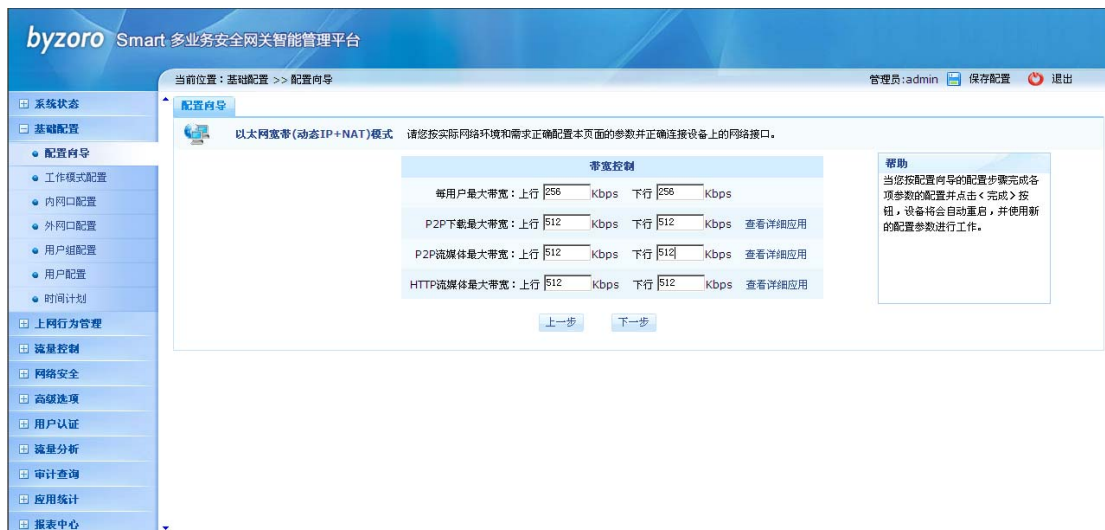 byzoro Smart 多业务安全网关智能管理平台
当前位置：基础配置 >> 配置向导
管理员:admin 保存配置 退出
系统状态
基础配置
配置向导
工作模式配置
内网口配置
外网口配置
用户组配置
用户配置
时间计划
上网行为管理
流量控制
网络安全
高级选项
用户认证
流量分析
审计查询
应用统计
报表中心
配置向导
以太网宽带(动态IP+NAT)模式 请您按实际网络环境和需求正确配置本页面的参数并正确连接设备上的网络接口。
带宽控制
每用户最大带宽：上行 256 Kbps 下行 256 Kbps
P2P下载最大带宽：上行 512 Kbps 下行 512 Kbps 查看详细应用
P2P流媒体最大带宽：上行 512 Kbps 下行 512 Kbps 查看详细应用
HTTP流媒体最大带宽：上行 512 Kbps 下行 512 Kbps 查看详细应用
上一步 下一步
帮助
当您按配置向导的配置步骤完成各
项参数的配置并点击<完成>按
钮，设备将会自动重启，并使用新
的配置参数进行工作。